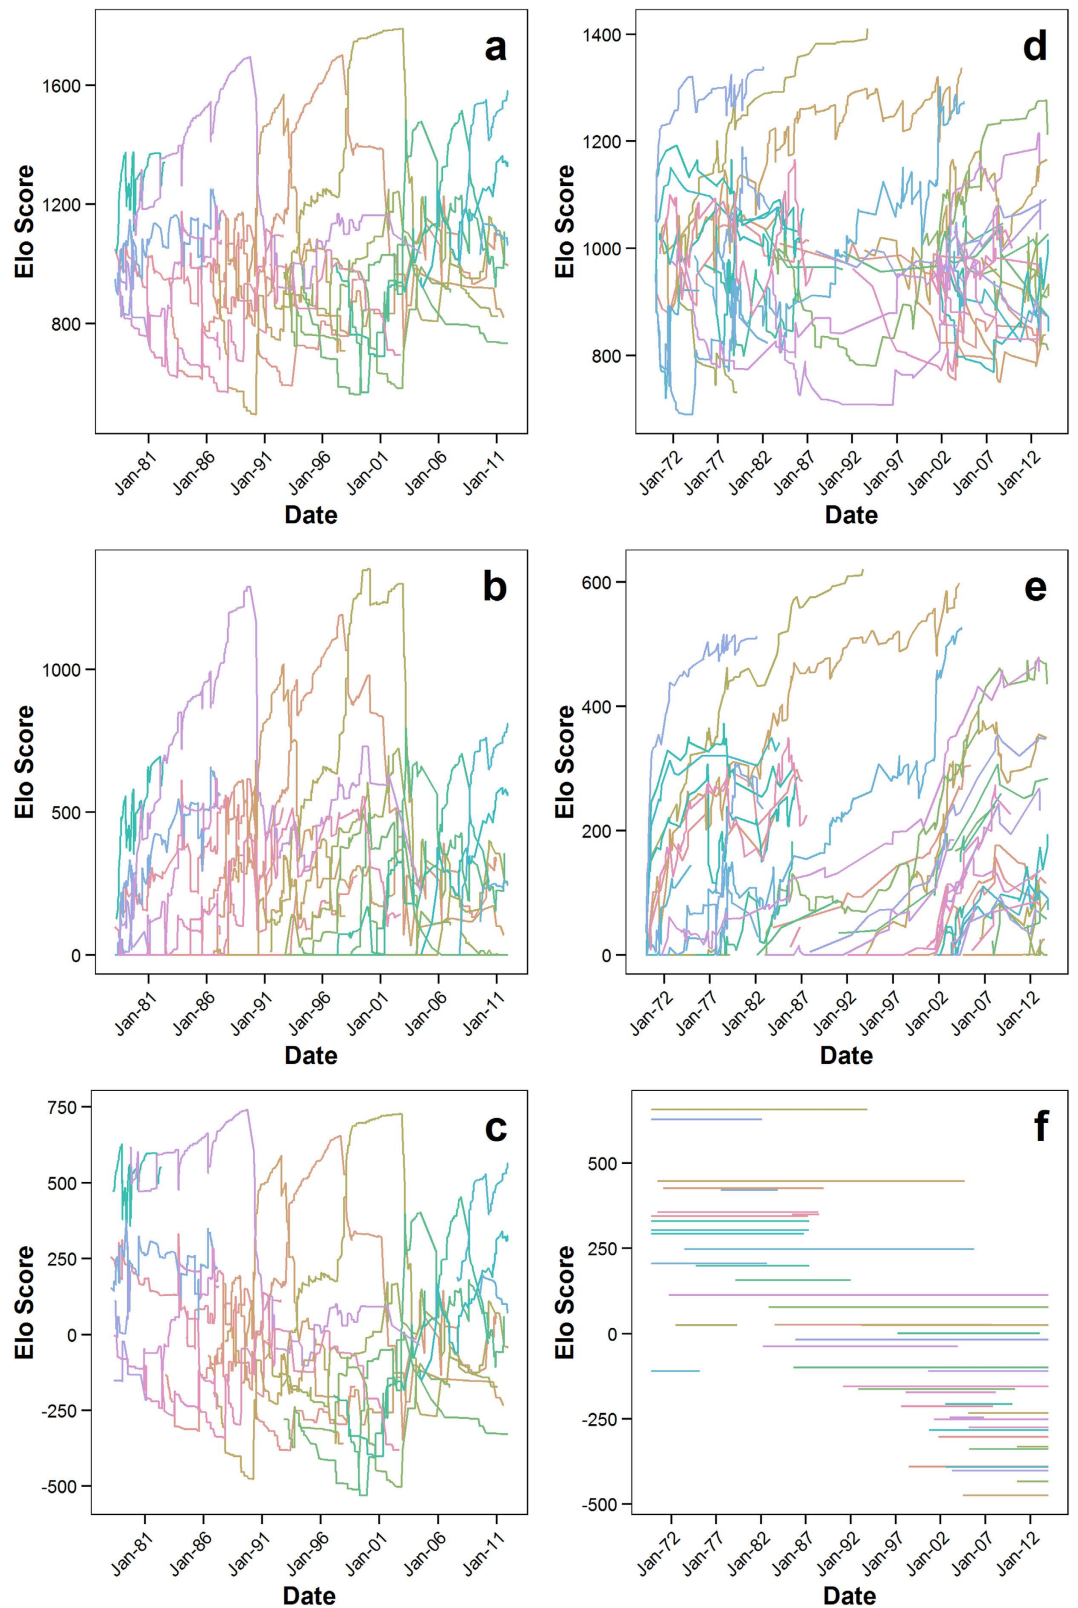 a
Elo Score
1600
1200
800
Jan-81
Jan-86
Jan-91
Jan-96
Jan-01
Jan-06
Jan-11
Date
d
Elo Score
1400
1200
1000
800
Jan-72
Jan-77
Jan-82
Jan-87
Jan-92
Jan-97
Jan-02
Jan-07
Jan-12
Date
b
Elo Score
1000
500
0
Jan-81
Jan-86
Jan-91
Jan-96
Jan-01
Jan-06
Jan-11
Date
e
Elo Score
600
400
200
0
Jan-72
Jan-77
Jan-82
Jan-87
Jan-92
Jan-97
Jan-02
Jan-07
Jan-12
Date
c
Elo Score
750
500
250
0
-250
-500
Jan-81
Jan-86
Jan-91
Jan-96
Jan-01
Jan-06
Jan-11
Date
f
Elo Score
500
250
0
-250
-500
Jan-72
Jan-77
Jan-82
Jan-87
Jan-92
Jan-97
Jan-02
Jan-07
Jan-12
Date